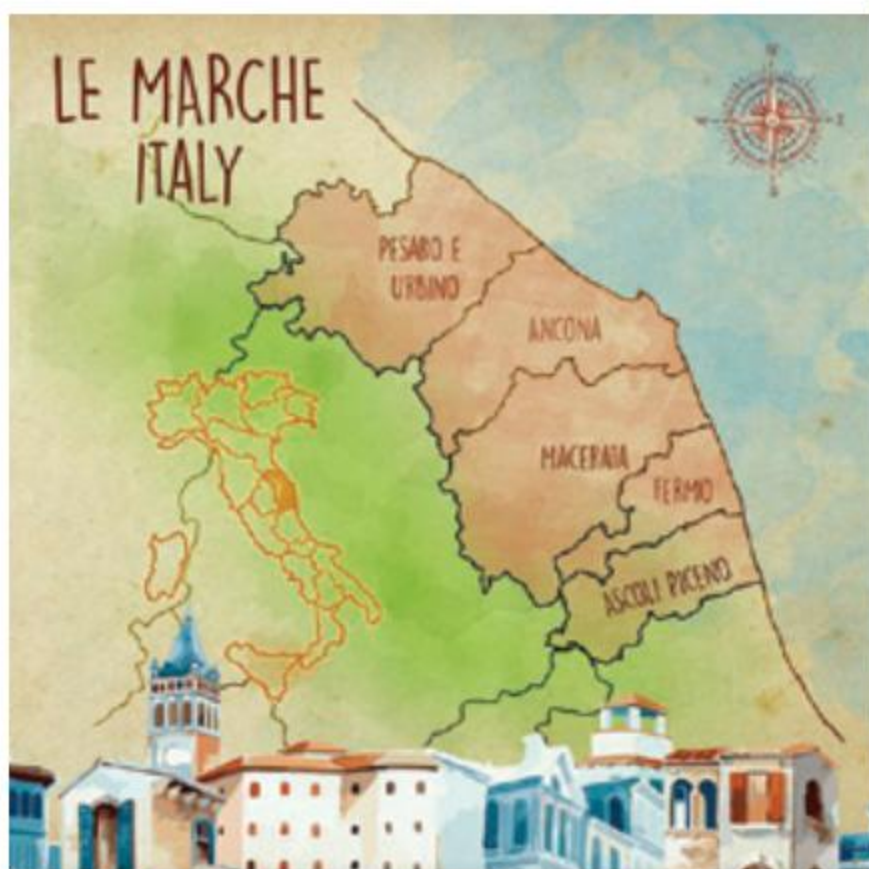 LE MARCHE
ITALY
PESARO E
URBINO
ANCONA
MACERATA
FERMO
ASCOLI PICENO